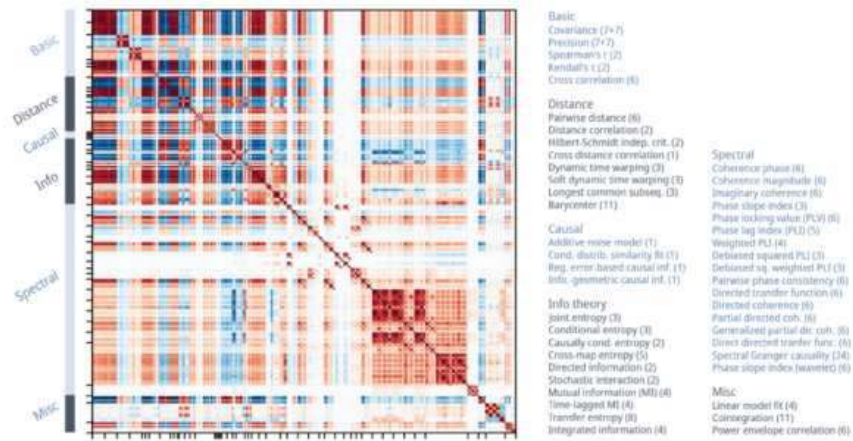 Basic
Distance
Causal
Info
Spectral
Misc
Basic
Covariance (7+7)
Precision (7+7)
Spearman's r (2)
Kendall's τ (2)
Cross correlation (6)
Distance
Pairwise distance (6)
Distance correlation (2)
Hilbert-Schmidt indep. crit. (2)
Cross distance correlation (1)
Dynamic time warping (3)
Soft dynamic time warping (3)
Longest common subseq. (3)
Barycenter (11)
Causal
Additive noise model (1)
Cond. distrib. similarity fit (1)
Reg. error-based causal inf. (1)
Info.-geometric causal inf. (1)
Info theory
Joint entropy (3)
Conditional entropy (3)
Causally cond. entropy (2)
Cross-map entropy (5)
Directed information (2)
Stochastic interaction (2)
Mutual information (MI) (4)
Time-lagged MI (4)
Transfer entropy (8)
Integrated information (4)
Spectral
Coherence phase (6)
Coherence magnitude (6)
Imaginary coherence (6)
Phase slope index (3)
Phase locking value (PLV) (6)
Phase lag index (PLI) (5)
Weighted PLI (4)
Debiased squared PLI (3)
Debiased sq. weighted PLI (3)
Pairwise phase consistency (6)
Directed transfer function (6)
Directed coherence (6)
Partial directed coh. (6)
Generalized partial dir. coh. (6)
Direct directed tranfer func. (6)
Spectral Granger causality (24)
Phase slope index (wavelet) (6)
Misc
Linear model fit (4)
Cointegration (11)
Power envelope correlation (6)